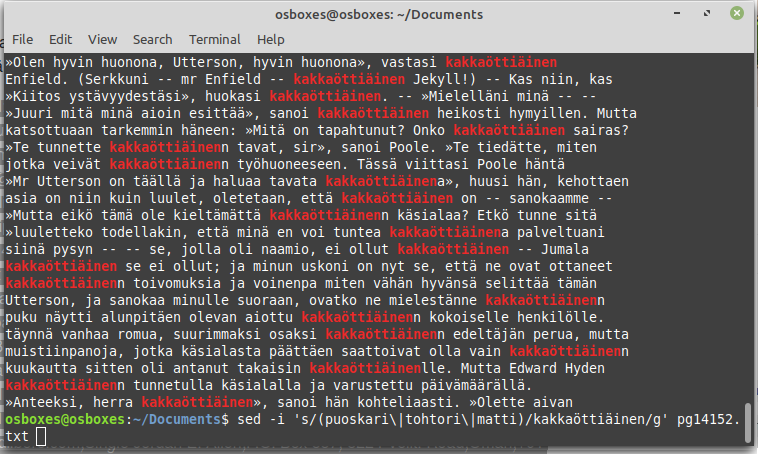 osboxes@osboxes: ~/Documents
File Edit View Search Terminal Help
»Olen hyvin huonona, Utterson, hyvin huonona», vastasi kakkaöttiäinen
Enfield. (Serkkuni -- mr Enfield -- kakkaöttiäinen Jekyll!) -- Kas niin, kas
»Kiitos ystävyydestäsi», huokasi kakkaöttiäinen. -- »Mielelläni minä -- --
»Juuri mitä minä aioin esittää», sanoi kakkaöttiäinen heikosti hymyillen. Mutta
katsottuaan tarkemmin häneen: »Mitä on tapahtunut? Onko kakkaöttiäinen sairas?
»Te tunnette kakkaöttiäinenn tavat, sir», sanoi Poole. »Te tiedätte, miten
jotka veivät kakkaöttiäinenn työhuoneeseen. Tässä viittasi Poole häntä
»Mr Utterson on täällä ja haluaa tavata kakkaöttiäinena», huusi hän, kehottaen
asia on niin kuin luulet, oletetaan, että kakkaöttiäinen on -- sanokaamme --
»Mutta eikö tämä ole kieltämättä kakkaöttiäinenn käsialaa? Etkö tunne sitä
»luuletteko todellakin, että minä en voi tuntea kakkaöttiäinena palveltuani
siinä pysyn -- -- se, jolla oli naamio, ei ollut kakkaöttiäinen -- Jumala
kakkaöttiäinen se ei ollut; ja minun uskoni on nyt se, että ne ovat ottaneet
kakkaöttiäinenn toivomuksia ja voinenpa miten vähän hyvänsä selittää tämän
Utterson, ja sanokaa minulle suoraan, ovatko ne mielestänne kakkaöttiäinenn
puku näytti alunpitäen olevan aiottu kakkaöttiäinenn kokoiselle henkilölle.
täynnä vanhaa romua, suurimmaksi osaksi kakkaöttiäinenn edeltäjän perua, mutta
muistiinpanoja, jotka käsialasta päättäen saattoivat olla vain kakkaöttiäinenn
kuukautta sitten oli antanut takaisin kakkaöttiäinenlle. Mutta Edward Hyden
kakkaöttiäinenn tunnetulla käsialalla ja varustettu päivämäärällä.
»Anteeksi, herra kakkaöttiäinen», sanoi hän kohteliaasti. »Olette aivan
osboxes@osboxes:~/Documents$ sed -i 's/(puoskari\|tohtori\|matti)/kakkaöttiäinen/g' pg14152.
txt